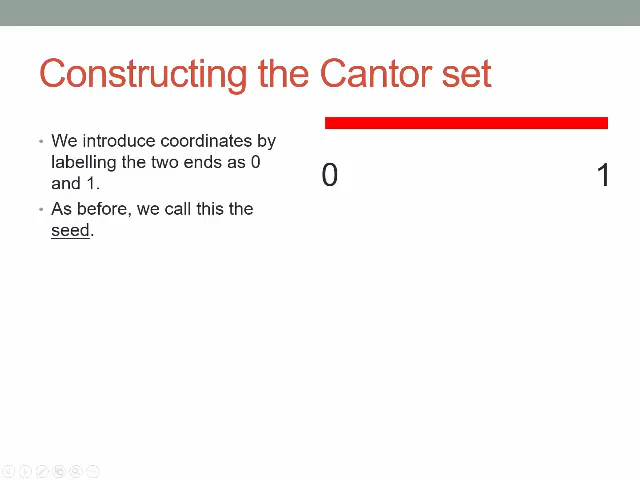 Constructing the Cantor set
• We introduce coordinates by
labelling the two ends as 0
and 1.
• As before, we call this the
seed.
0 1